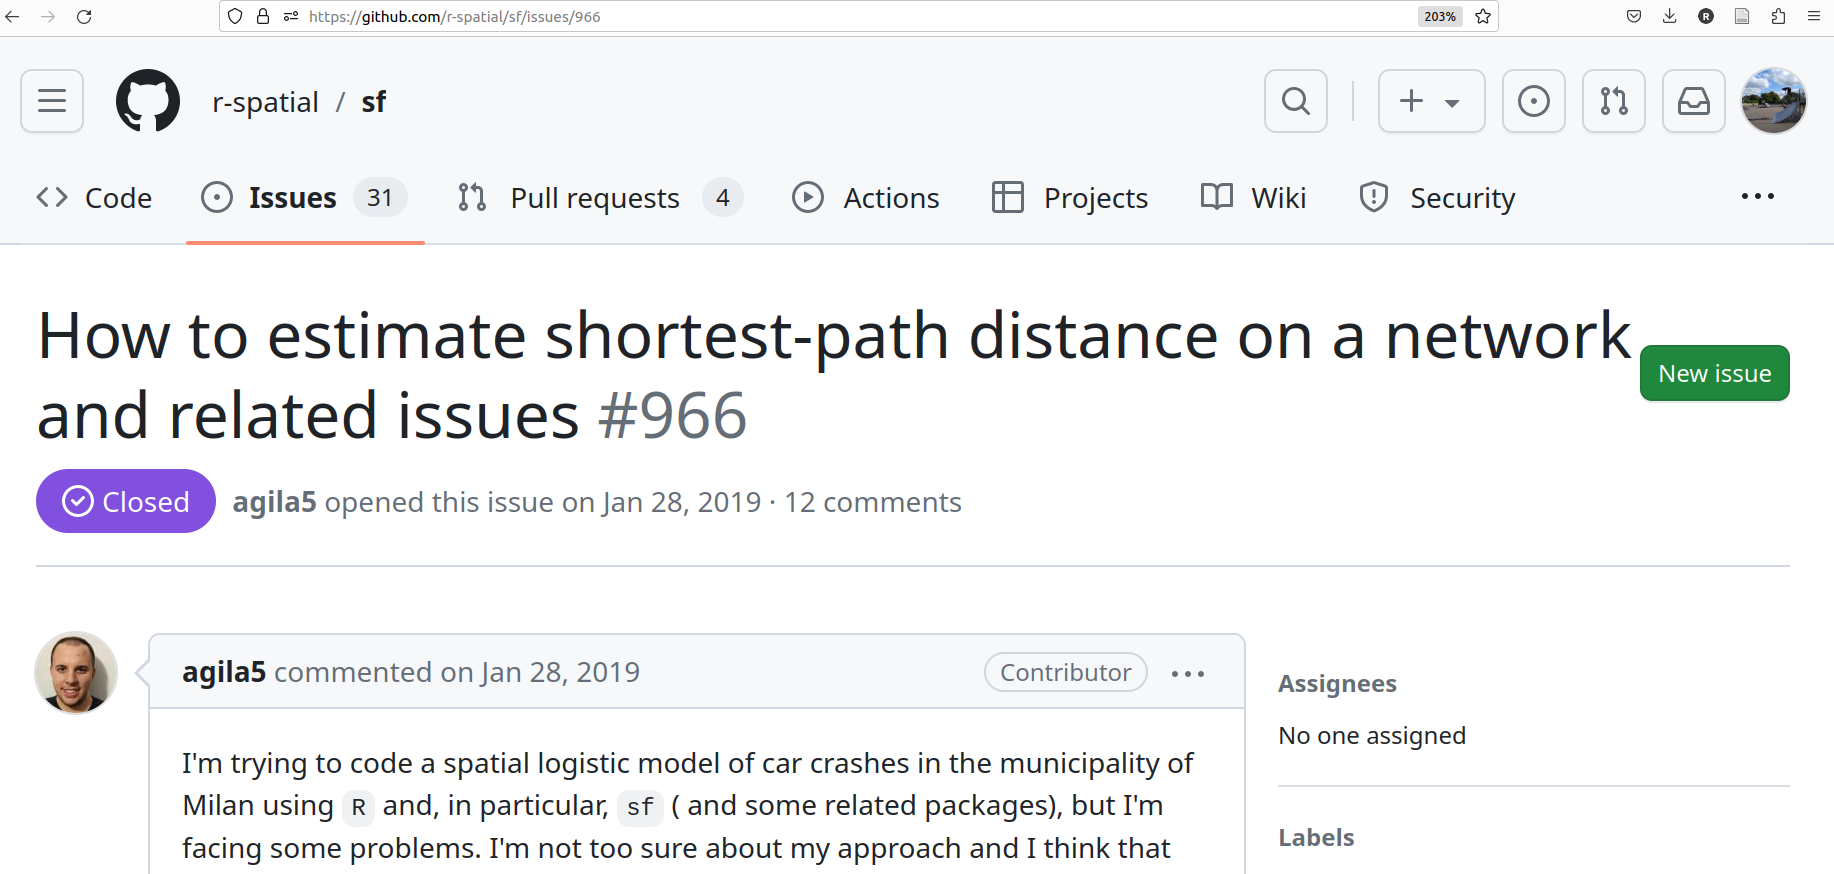 https://github.com/r-spatial/sf/issues/966
203%
R
r-spatial / sf
Code
Issues 31
Pull requests 4
Actions
Projects
Wiki
Security
How to estimate shortest-path distance on a network
and related issues #966
New issue
Closed
agila5 opened this issue on Jan 28, 2019 · 12 comments
agila5 commented on Jan 28, 2019
Contributor
Assignees
No one assigned
I'm trying to code a spatial logistic model of car crashes in the municipality of
Milan using R and, in particular, sf ( and some related packages), but I'm
facing some problems. I'm not too sure about my approach and I think that
Labels